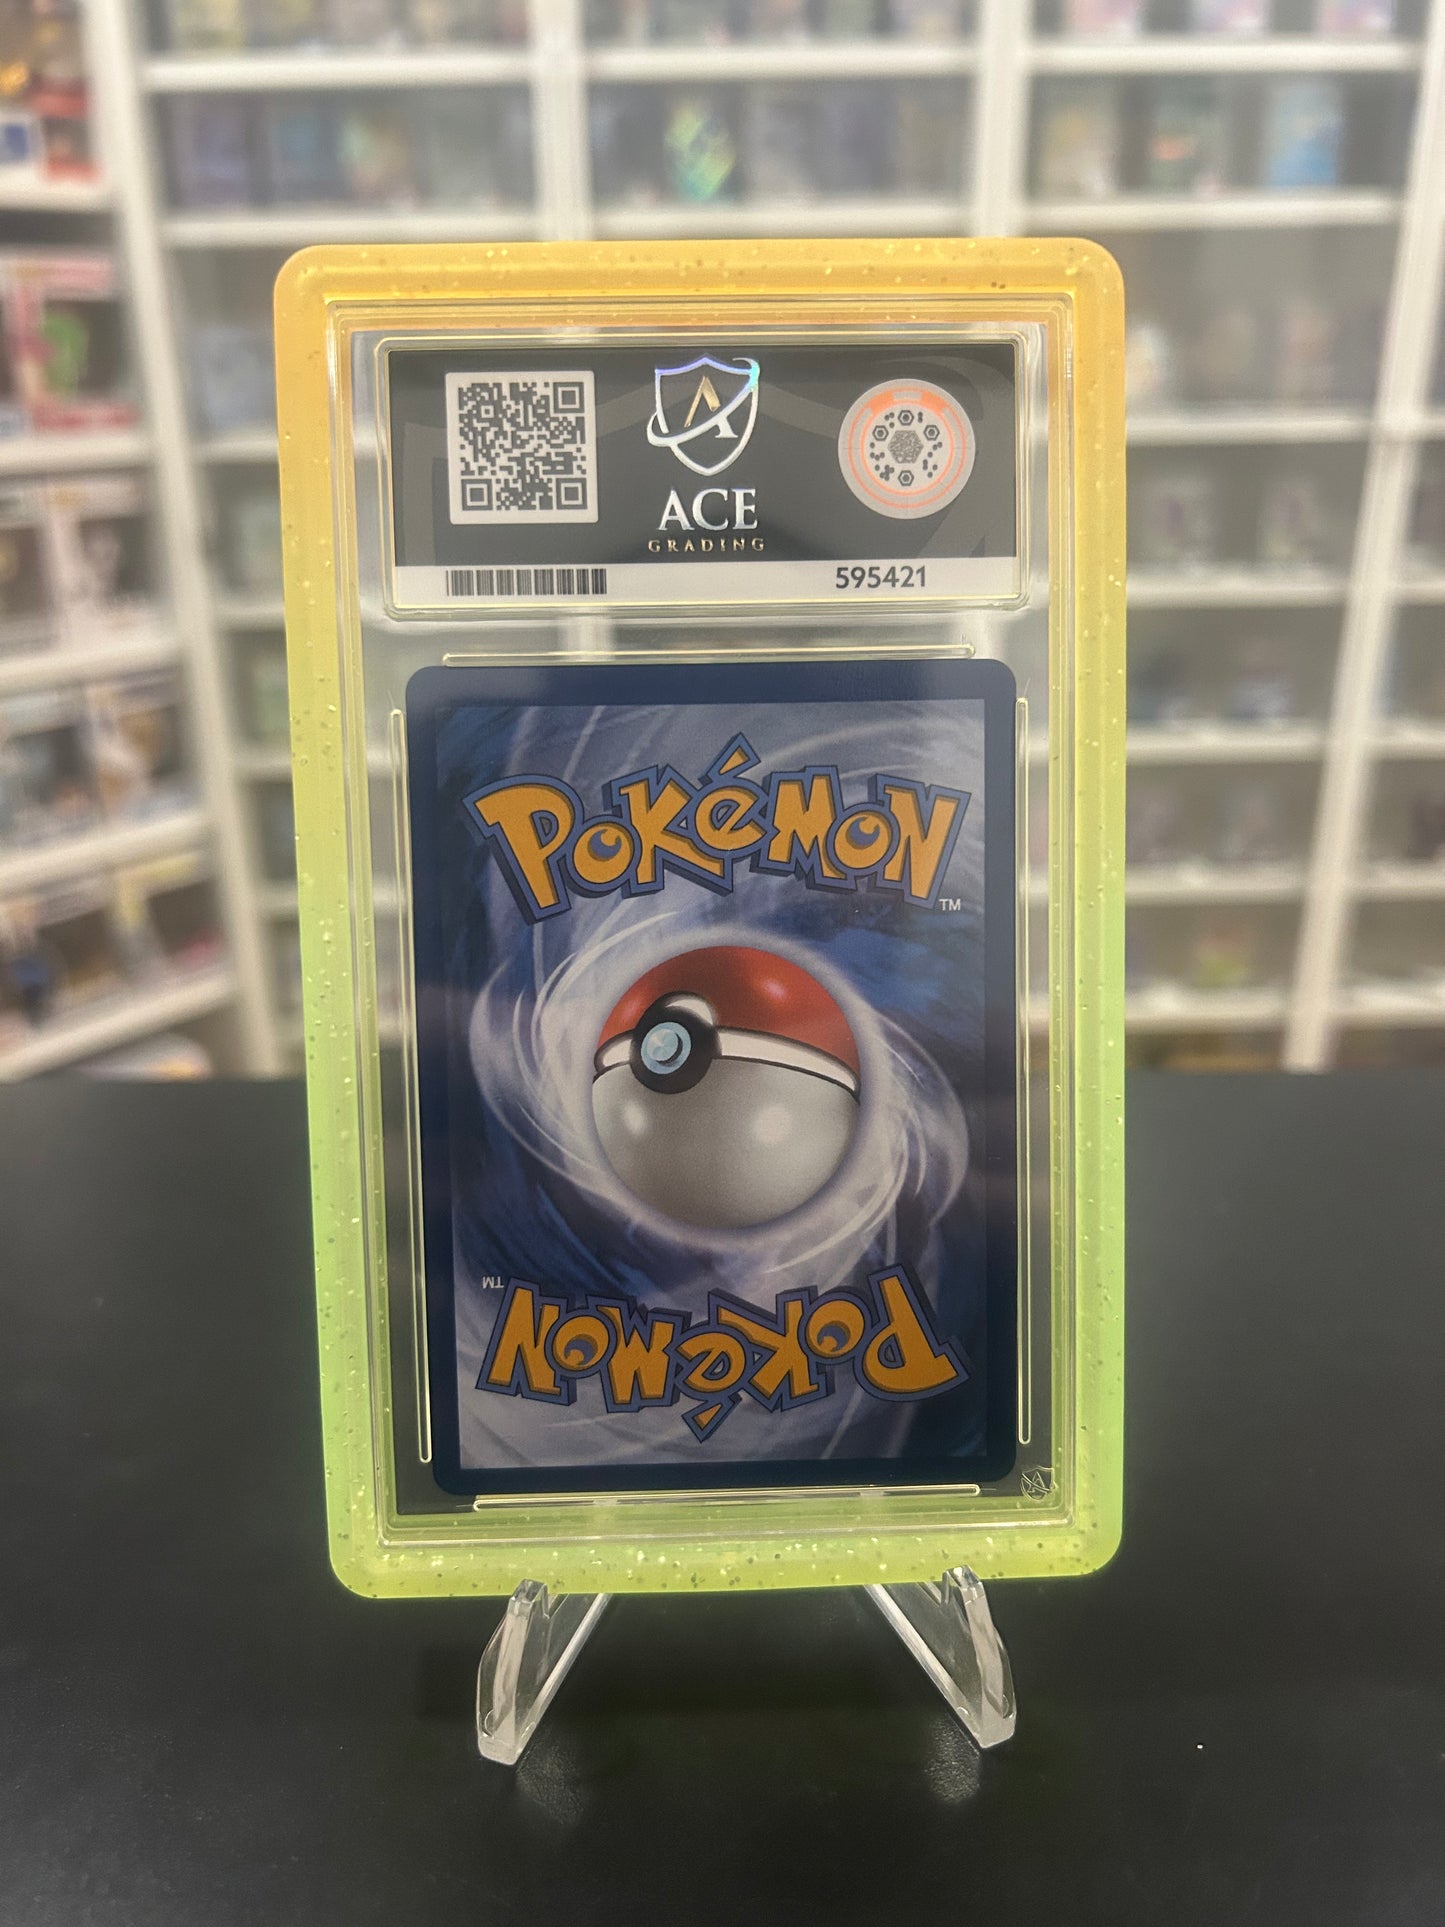 ACE
GRADING
595421
POKéMON
TM
TM
POKéMON